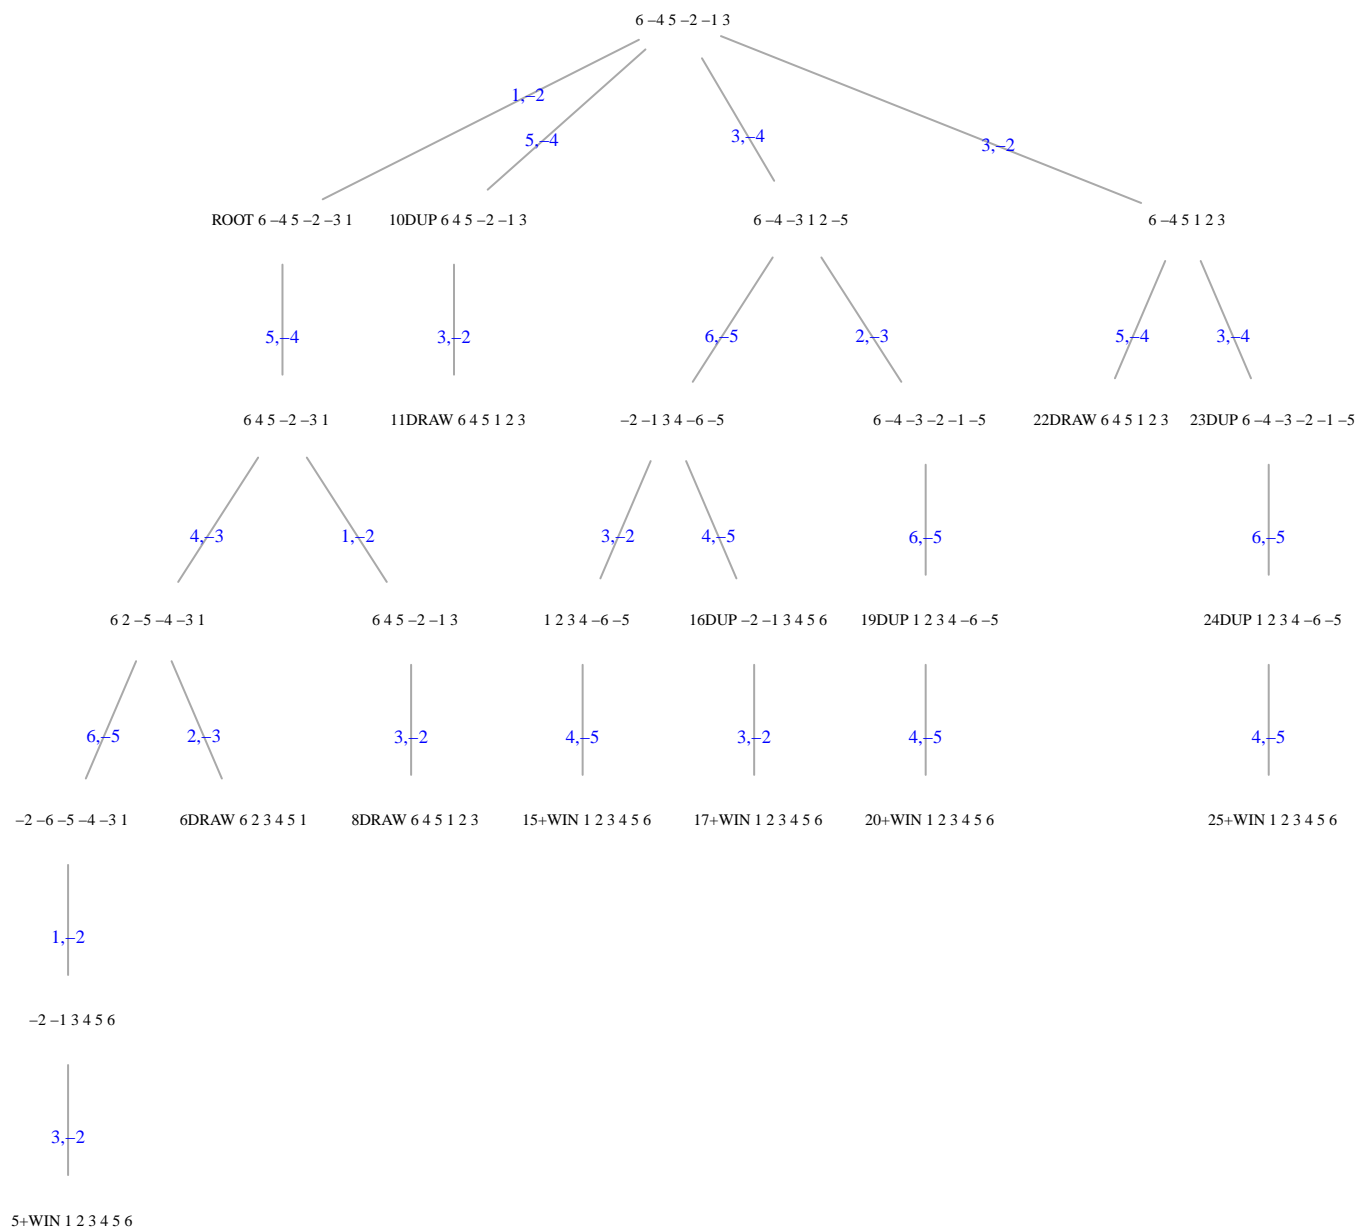 6 –4 5 –2 –1 3
1,–2
5,–4
3,–4
3,–2
ROOT 6 –4 5 –2 –3 1
10DUP 6 4 5 –2 –1 3
6 –4 –3 1 2 –5
6 –4 5 1 2 3
5,–4
3,–2
6,–5
2,–3
5,–4
3,–4
6 4 5 –2 –3 1
11DRAW 6 4 5 1 2 3
–2 –1 3 4 –6 –5
6 –4 –3 –2 –1 –5
22DRAW 6 4 5 1 2 3
23DUP 6 –4 –3 –2 –1 –5
4,–3
1,–2
3,–2
4,–5
6,–5
6,–5
6 2 –5 –4 –3 1
6 4 5 –2 –1 3
1 2 3 4 –6 –5
16DUP –2 –1 3 4 5 6
19DUP 1 2 3 4 –6 –5
24DUP 1 2 3 4 –6 –5
6,–5
2,–3
3,–2
4,–5
3,–2
4,–5
4,–5
–2 –6 –5 –4 –3 1
6DRAW 6 2 3 4 5 1
8DRAW 6 4 5 1 2 3
15+WIN 1 2 3 4 5 6
17+WIN 1 2 3 4 5 6
20+WIN 1 2 3 4 5 6
25+WIN 1 2 3 4 5 6
1,–2
–2 –1 3 4 5 6
3,–2
5+WIN 1 2 3 4 5 6